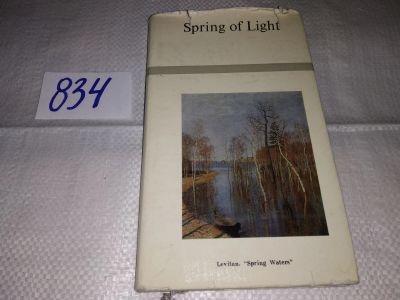 Spring of Light
834
Levitan. "Spring Waters"